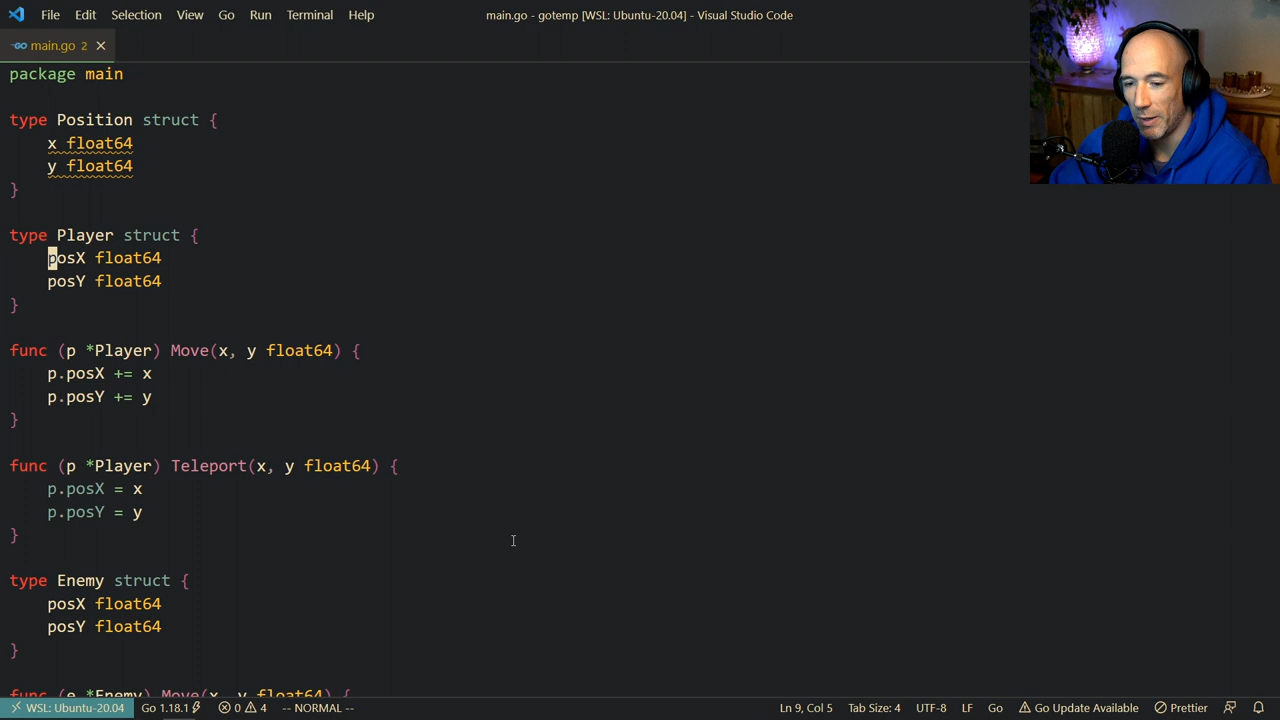 File Edit Selection View Go Run Terminal Help main.go - gotemp [WSL: Ubuntu-20.04] - Visual Studio Code
main.go 2
package main
type Position struct {
x float64
y float64
}
type Player struct {
posX float64
posY float64
}
func (p *Player) Move(x, y float64) {
p.posX += x
p.posY += y
}
func (p *Player) Teleport(x, y float64) {
p.posX = x
p.posY = y
}
type Enemy struct {
posX float64
posY float64
}
func (e *Enemy) Move(x, y float64) {
WSL: Ubuntu-20.04 Go 1.18.1 0 4 -- NORMAL -- Ln 9, Col 5 Tab Size: 4 UTF-8 LF Go Go Update Available Prettier